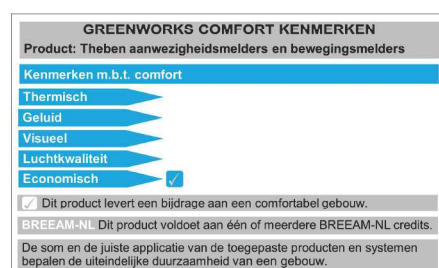 GREENWORKS COMFORT KENMERKEN
Product: Theben aanwezigheidsmelders en bewegingsmelders
Kenmerken m.b.t. comfort
Thermisch
Geluid
Visueel
Luchtkwaliteit
Economisch
Dit product levert een bijdrage aan een comfortabel gebouw.
BREEAM-NL Dit product voldoet aan één of meerdere BREEAM-NL credits.
De som en de juiste applicatie van de toegepaste producten en systemen
bepalen de uiteindelijke duurzaamheid van een gebouw.